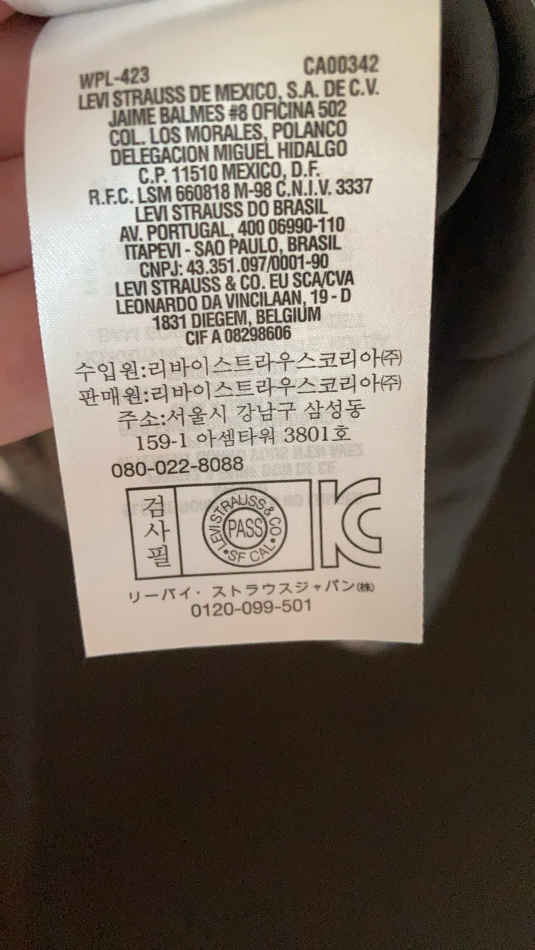 WPL-423 CA00342
LEVI STRAUSS DE MEXICO, S.A. DE C.V.
JAIME BALMES #8 OFICINA 502
COL. LOS MORALES, POLANCO
DELEGACION MIGUEL HIDALGO
C.P. 11510 MEXICO, D.F.
R.F.C. LSM 660818 M-98 C.N.I.V. 3337
LEVI STRAUSS DO BRASIL
AV. PORTUGAL, 400 06990-110
ITAPEVI - SAO PAULO, BRASIL
CNPJ: 43.351.097/0001-90
LEVI STRAUSS & CO. EU SCA/CVA
LEONARDO DA VINCILAAN, 19 - D
1831 DIEGEM, BELGIUM
CIF A 08298606
수입원:리바이스트라우스코리아㈜
판매원:리바이스트라우스코리아㈜
주소:서울시 강남구 삼성동
159-1 아셈타워 3801호
080-022-8088
검사필
LEVI STRAUSS & CO
PASS
•SF CAL•
KC
リーバイ・ストラウスジャパン㈱
0120-099-501